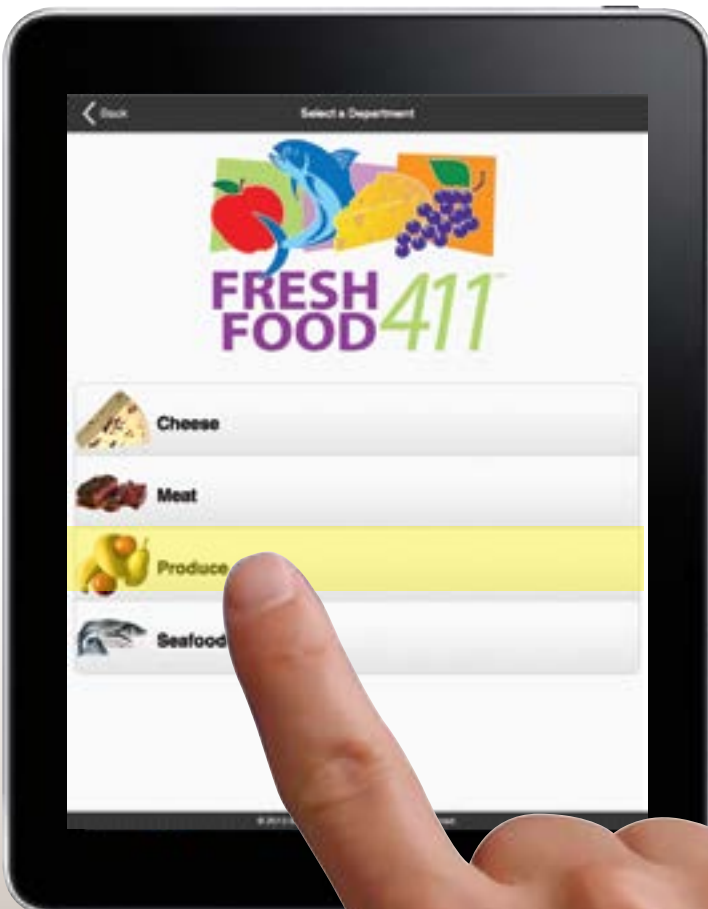 Back
Select a Department
FRESH
FOOD 411
Cheese
Meat
Produce
Seafood